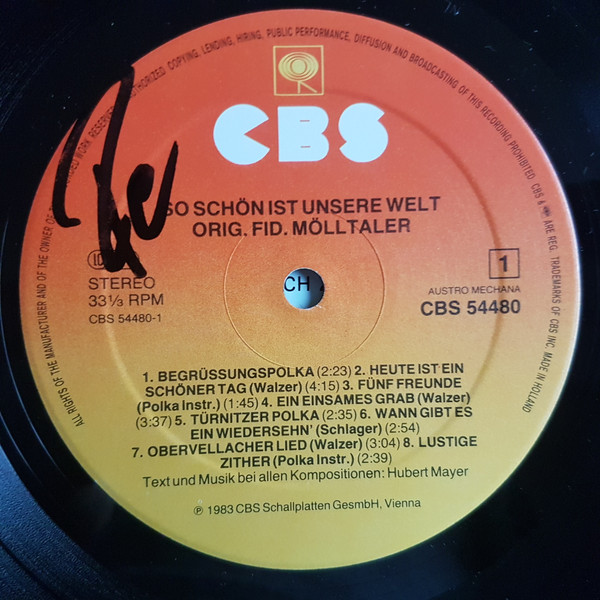 ALL RIGHTS OF THE MANUFACTURER AND OF THE OWNER OF THE RECORDED WORK RESERVED. UNAUTHORIZED COPYING, LENDING, HIRING, PUBLIC PERFORMANCE, DIFFUSION AND BROADCASTING OF THIS RECORDING PROHIBITED. CBS & ARE REG. TRADEMARKS OF CBS INC. MADE IN HOLLAND
CBS
SO SCHÖN IST UNSERE WELT
ORIG. FID. MÖLLTALER
STEREO
33⅓ RPM
CBS 54480-1
CH
1
AUSTRO MECHANA
CBS 54480
1. BEGRÜSSUNGSPOLKA (2:23) 2. HEUTE IST EIN
SCHÖNER TAG (Walzer) (4:15) 3. FÜNF FREUNDE
(Polka Instr.) (1:45) 4. EIN EINSAMES GRAB (Walzer)
(3:37) 5. TÜRNITZER POLKA (2:35) 6. WANN GIBT ES
EIN WIEDERSEHN' (Schlager) (2:54)
7. OBERVELLACHER LIED (Walzer) (3:04) 8. LUSTIGE
ZITHER (Polka Instr.) (2:39)
Text und Musik bei allen Kompositionen: Hubert Mayer
℗ 1983 CBS Schallplatten GesmbH, Vienna